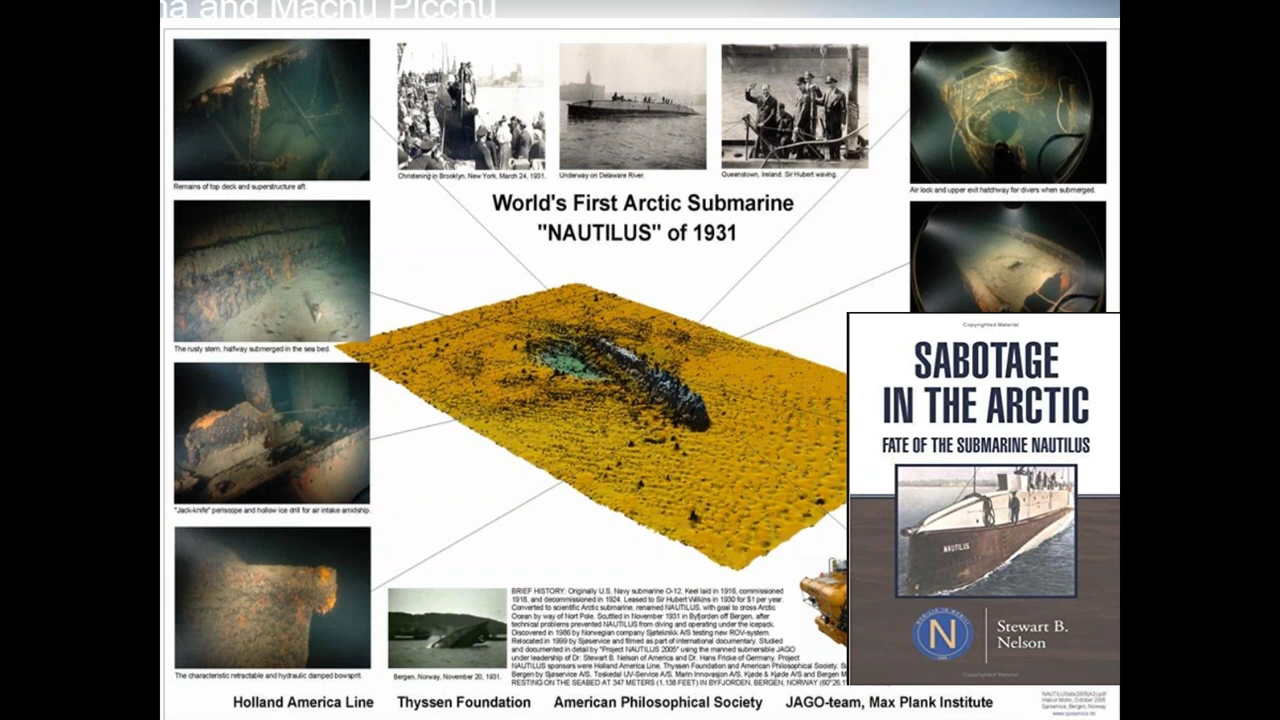 na and Machu Picchu
Christening in Brooklyn, New York, March 24, 1931.
Underway on Delaware River.
Queenstown, Ireland. Sir Hubert waving.
Remains of top deck and superstructure aft.
Air lock and upper exit hatchway for divers when submerged.
World's First Arctic Submarine
"NAUTILUS" of 1931
The rusty stern, halfway submerged in the sea bed.
"Jack-knife" periscope and hollow ice drill for air intake amidship.
The characteristic retractable and hydraulic damped bowsprit.
Bergen, Norway, November 20, 1931.
BRIEF HISTORY: Originally U.S. Navy submarine O-12. Keel laid in 1916, commissioned
1918, and decommissioned in 1924. Leased to Sir Hubert Wilkins in 1930 for $1 per year.
Converted to scientific Arctic submarine, renamed NAUTILUS, with goal to cross Arctic
Ocean by way of Nort Pole. Scuttled in November 1931 in Byfjorden off Bergen, after
technical problems prevented NAUTILUS from diving and operating under the icepack.
Discovered in 1986 by Norwegian company Sjøteknikk A/S testing new ROV-system.
Relocated in 1999 by Sjøservice and filmed as part of international documentary. Studied
and documented in detail by "Project NAUTILUS 2005" using the manned submersible JAGO
under leadership of Dr. Stewart B. Nelson of America and Dr. Hans Fricke of Germany. Project
NAUTILUS sponsors were Holland America Line, Thyssen Foundation and American Philosophical Society. S
Bergen by Sjøservice A/S, Toskedal UV-Service A/S, Marin Innovasjon A/S, Kjøde & Kjøde A/S and Bergen M
RESTING ON THE SEABED AT 347 METERS (1,138 FEET) IN BYFJORDEN, BERGEN, NORWAY (60°26.1
Copyrighted Material
SABOTAGE
IN THE ARCTIC
FATE OF THE SUBMARINE NAUTILUS
NAUTILUS
N
Stewart B.
Nelson
Copyrighted Material
Holland America Line Thyssen Foundation American Philosophical Society JAGO-team, Max Plank Institute
Sjøservice, Bergen, Norway